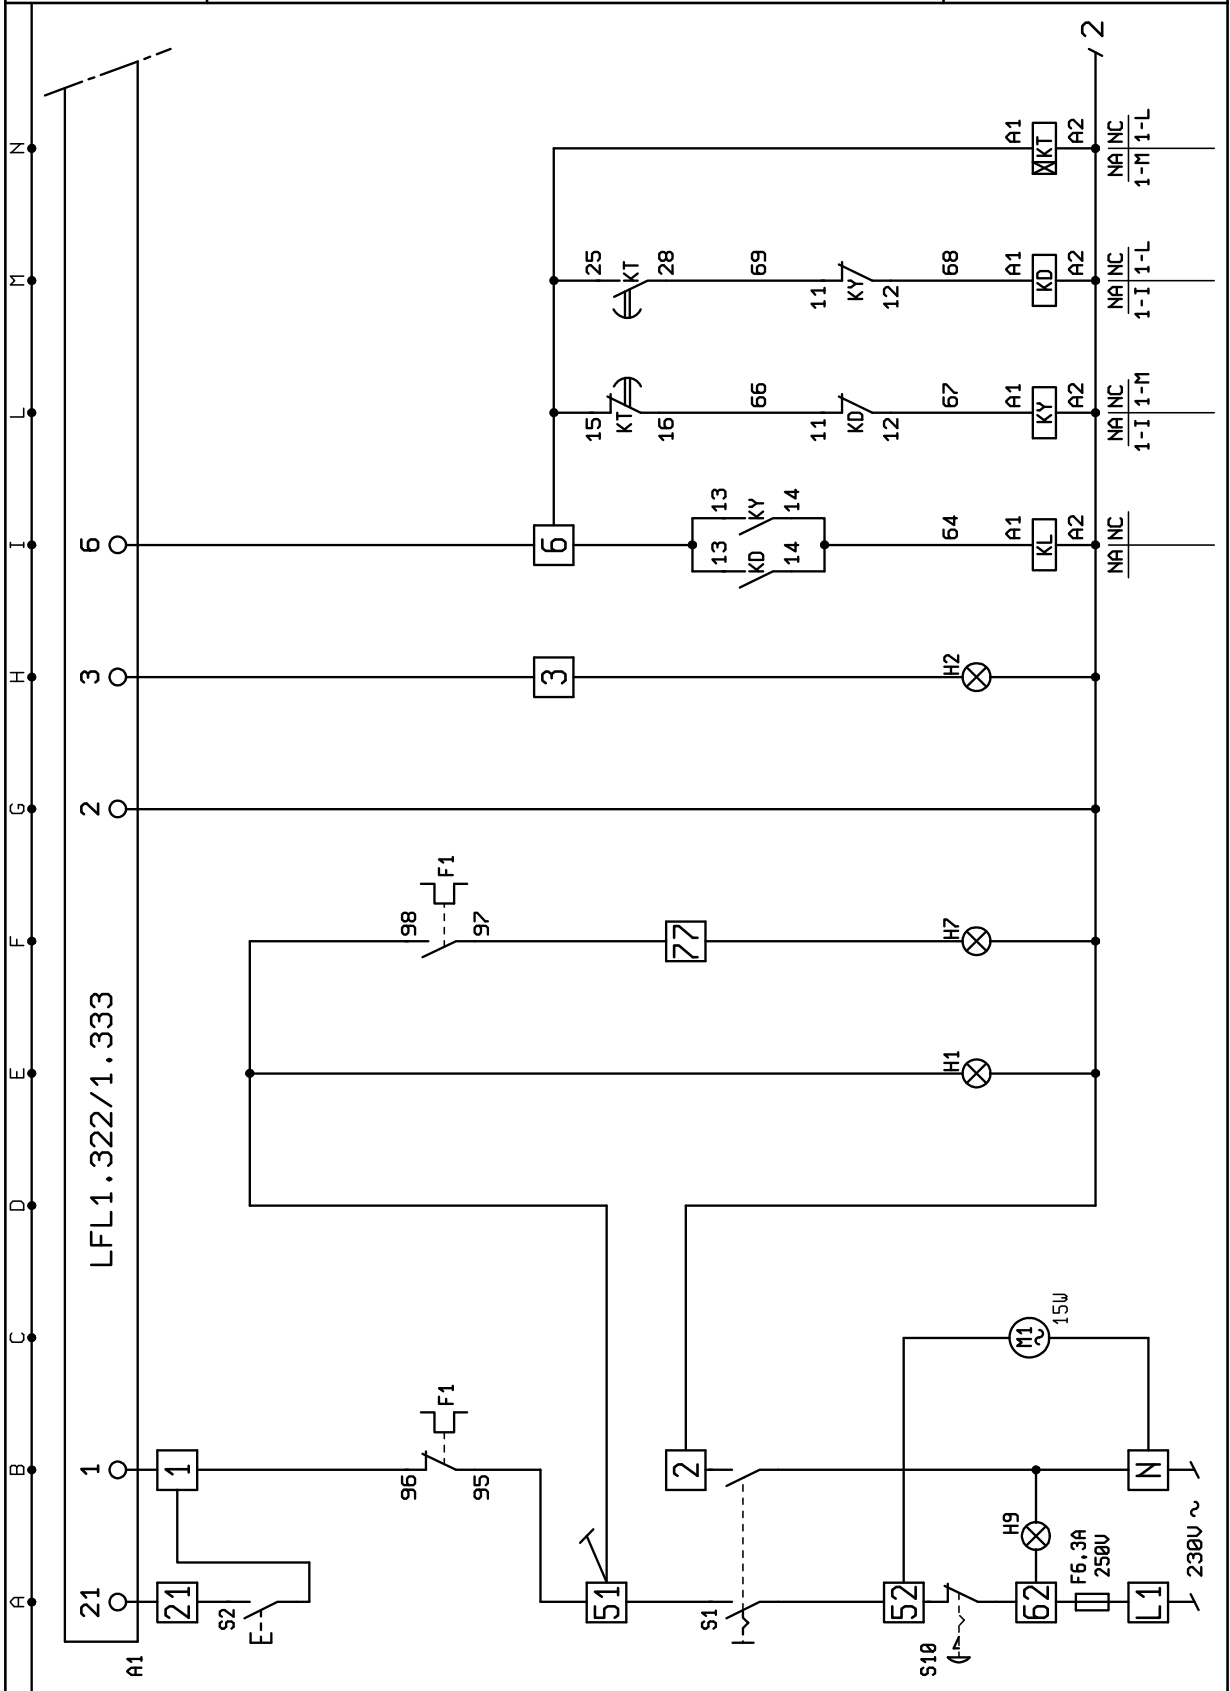 A B C D E F G H I L M N
21 1 2 3 6
LFL1.322/1.333
A1
21 1
S2
E
96 98
F1 F1
95 97
51 3 6
15 25
KT KT
16 28
2 77
S1
13 13
KD KY
14 14
66 69
11 11
KD KY
12 12
52
S10
H1 H7 H2
64 67 68
H9
62 M1
~
15W
A1 A1 A1 A1
KL KY KD KT
A2 A2 A2 A2
F6,3A
250V
2
L1 N
NA NC NA NC NA NC NA NC
1-I 1-M 1-I 1-L 1-M 1-L
230V ~